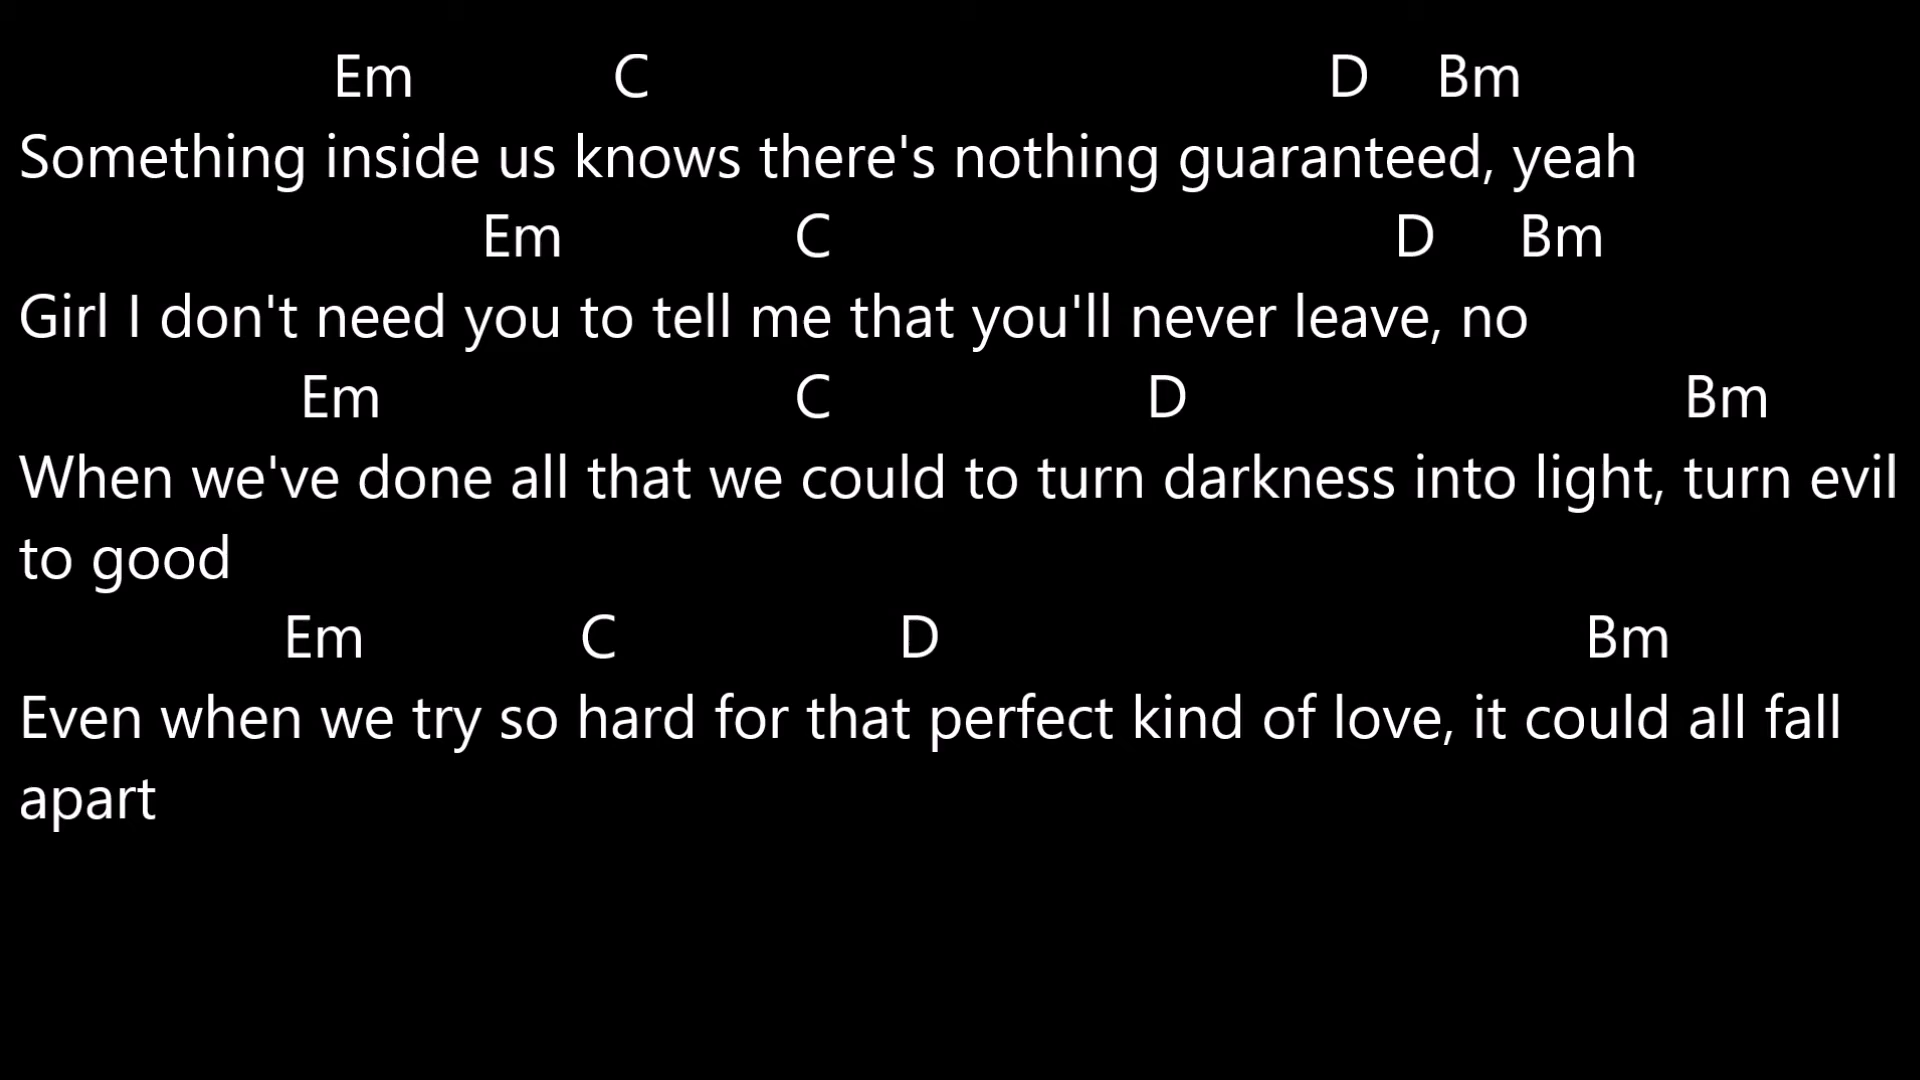 Em C D Bm
Something inside us knows there's nothing guaranteed, yeah
Em C D Bm
Girl I don't need you to tell me that you'll never leave, no
Em C D Bm
When we've done all that we could to turn darkness into light, turn evil
to good
Em C D Bm
Even when we try so hard for that perfect kind of love, it could all fall
apart